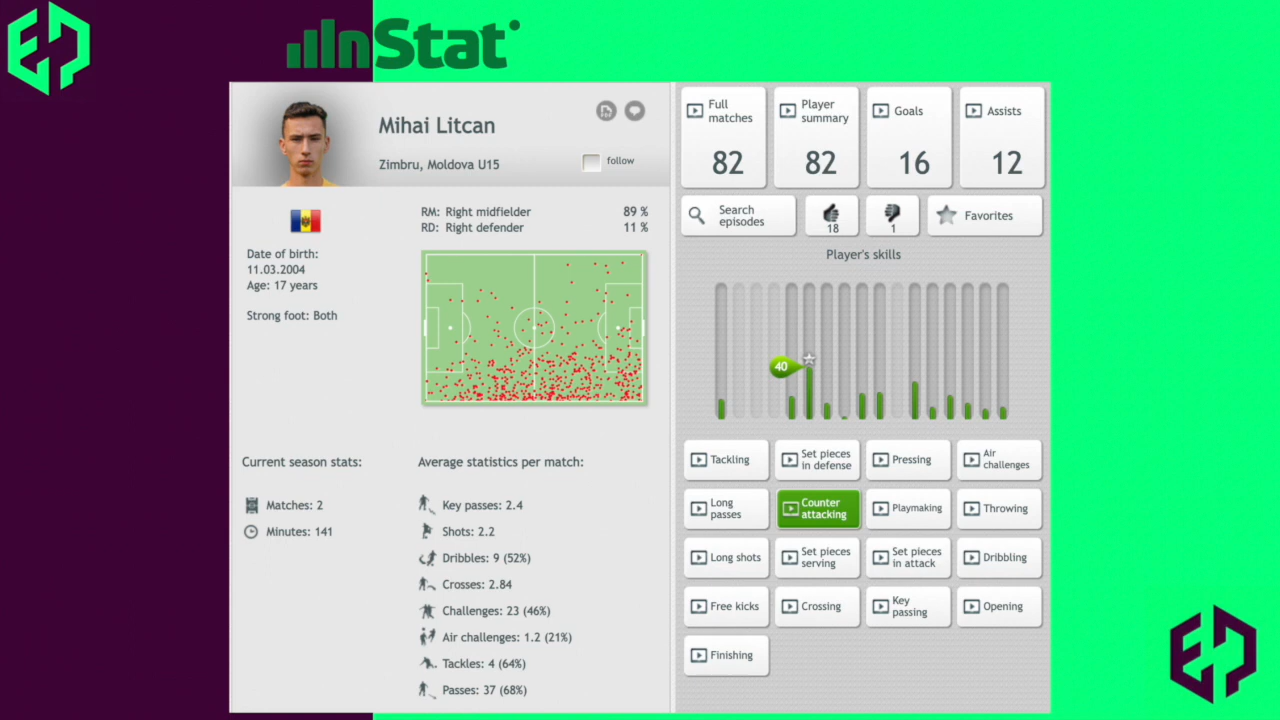 InStat
Mihai Litcan
Zimbru, Moldova U15
follow
Date of birth:
11.03.2004
Age: 17 years
Strong foot: Both
RM: Right midfielder 89 %
RD: Right defender 11 %
Current season stats:
Matches: 2
Minutes: 141
Average statistics per match:
Key passes: 2.4
Shots: 2.2
Dribbles: 9 (52%)
Crosses: 2.84
Challenges: 23 (46%)
Air challenges: 1.2 (21%)
Tackles: 4 (64%)
Passes: 37 (68%)
Full
matches
82
Player
summary
82
Goals
16
Assists
12
Search
episodes
18
1
Favorites
Player's skills
40
Tackling
Set pieces
in defense
Pressing
Air
challenges
Long
passes
Counter
attacking
Playmaking
Throwing
Long shots
Set pieces
serving
Set pieces
in attack
Dribbling
Free kicks
Crossing
Key
passing
Opening
Finishing